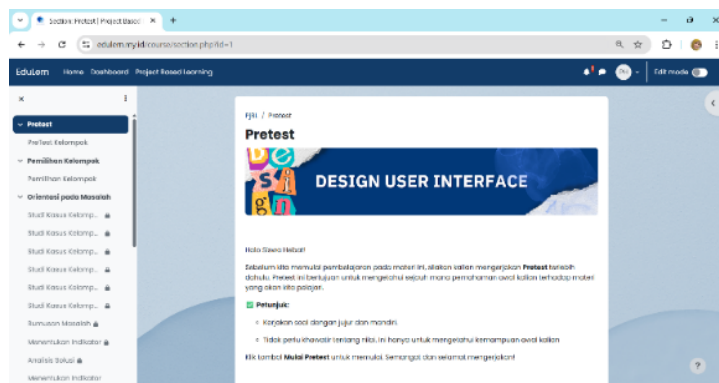 Section: Pretest | Project Based
edulem.my.id/course/section.php?id=1
EduLem Home Dashboard Project Based Learning
PH
Edit mode
Pretest
PreTest Kelompok
Pemilihan Kelompok
Pemilihan Kelompok
Orientasi pada Masalah
Studi Kasus Kelomp...
Studi Kasus Kelomp...
Studi Kasus Kelomp...
Studi Kasus Kelomp...
Studi Kasus Kelomp...
Studi Kasus Kelomp...
Rumusan Masalah
Menentukan Indikator
Analisis Solusi
Menentukan Indikator
/ Pretest
Pretest
Design
DESIGN USER INTERFACE
Halo Siswa Hebat!
Sebelum kita memulai pembelajaran pada materi ini, silakan kalian mengerjakan Pretest terlebih
dahulu. Pretest ini bertujuan untuk mengetahui sejauh mana pemahaman awal kalian terhadap materi
yang akan kita pelajari.
Petunjuk:
Kerjakan soal dengan jujur dan mandiri.
Tidak perlu khawatir tentang nilai, ini hanya untuk mengetahui kemampuan awal kalian
Klik tombol Mulai Pretest untuk memulai. Semangat dan selamat mengerjakan!
?